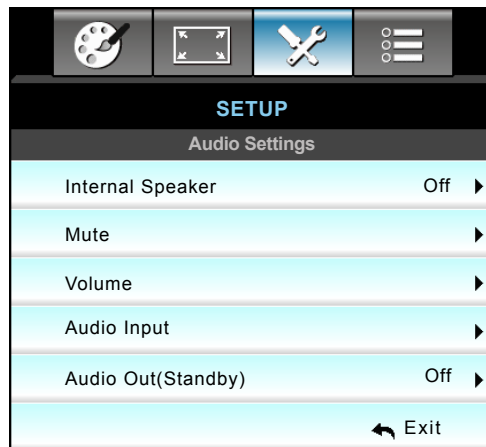 SETUP
Audio Settings
Internal Speaker Off
Mute
Volume
Audio Input
Audio Out(Standby) Off
Exit